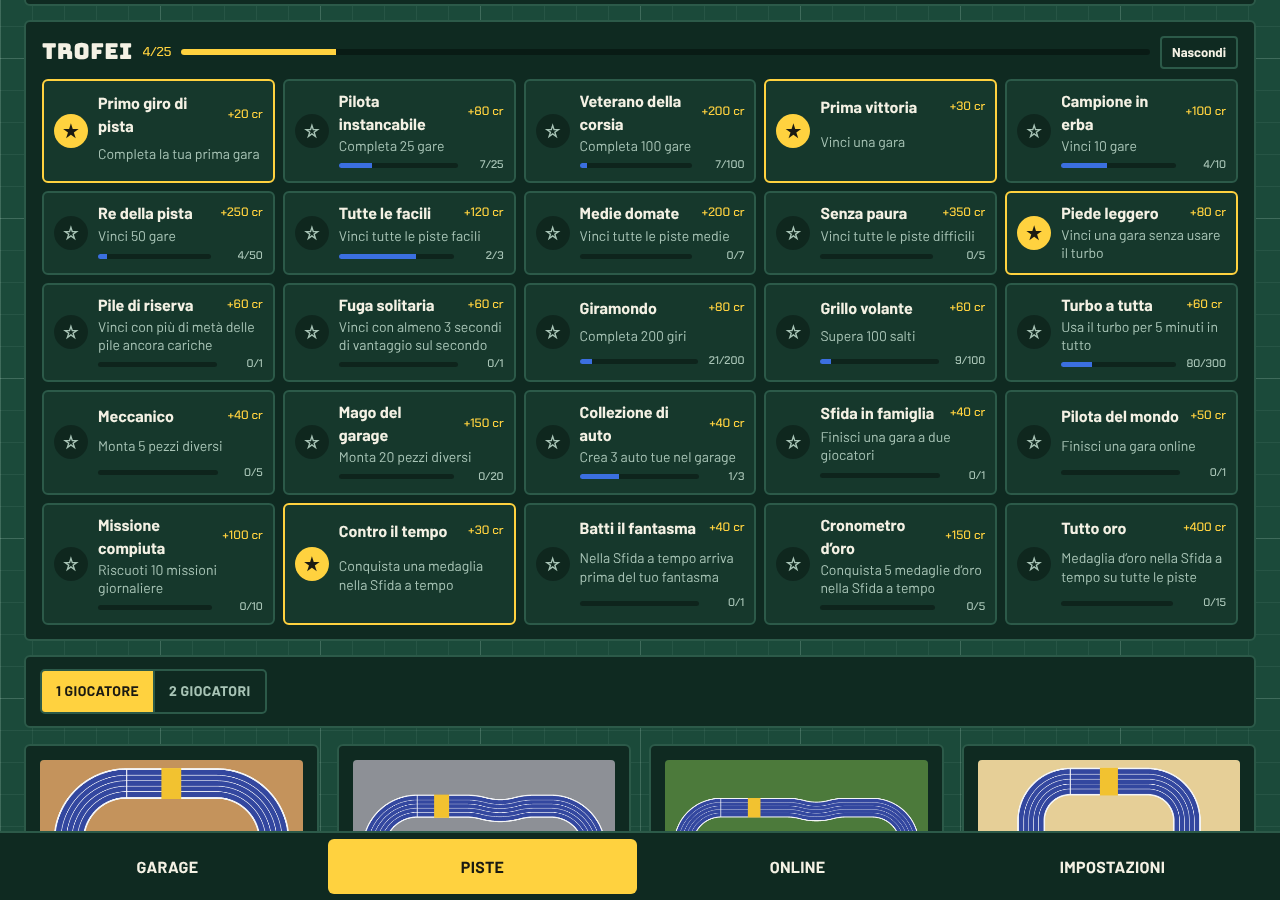 TROFEI 4/25 Nascondi
Primo giro di pista +20 cr
Completa la tua prima gara
Pilota instancabile +80 cr
Completa 25 gare
7/25
Veterano della corsia +200 cr
Completa 100 gare
7/100
Prima vittoria +30 cr
Vinci una gara
Campione in erba +100 cr
Vinci 10 gare
4/10
Re della pista +250 cr
Vinci 50 gare
4/50
Tutte le facili +120 cr
Vinci tutte le piste facili
2/3
Medie domate +200 cr
Vinci tutte le piste medie
0/7
Senza paura +350 cr
Vinci tutte le piste difficili
0/5
Piede leggero +80 cr
Vinci una gara senza usare
il turbo
Pile di riserva +60 cr
Vinci con più di metà delle
pile ancora cariche
0/1
Fuga solitaria +60 cr
Vinci con almeno 3 secondi
di vantaggio sul secondo
0/1
Giramondo +80 cr
Completa 200 giri
21/200
Grillo volante +60 cr
Supera 100 salti
9/100
Turbo a tutta +60 cr
Usa il turbo per 5 minuti in
tutto
80/300
Meccanico +40 cr
Monta 5 pezzi diversi
0/5
Mago del garage +150 cr
Monta 20 pezzi diversi
0/20
Collezione di auto +40 cr
Crea 3 auto tue nel garage
1/3
Sfida in famiglia +40 cr
Finisci una gara a due
giocatori
0/1
Pilota del mondo +50 cr
Finisci una gara online
0/1
Missione compiuta +100 cr
Riscuoti 10 missioni
giornaliere
0/10
Contro il tempo +30 cr
Conquista una medaglia
nella Sfida a tempo
Batti il fantasma +40 cr
Nella Sfida a tempo arriva
prima del tuo fantasma
0/1
Cronometro d'oro +150 cr
Conquista 5 medaglie d'oro
nella Sfida a tempo
0/5
Tutto oro +400 cr
Medaglia d'oro nella Sfida a
tempo su tutte le piste
0/15
1 GIOCATORE 2 GIOCATORI
GARAGE PISTE ONLINE IMPOSTAZIONI